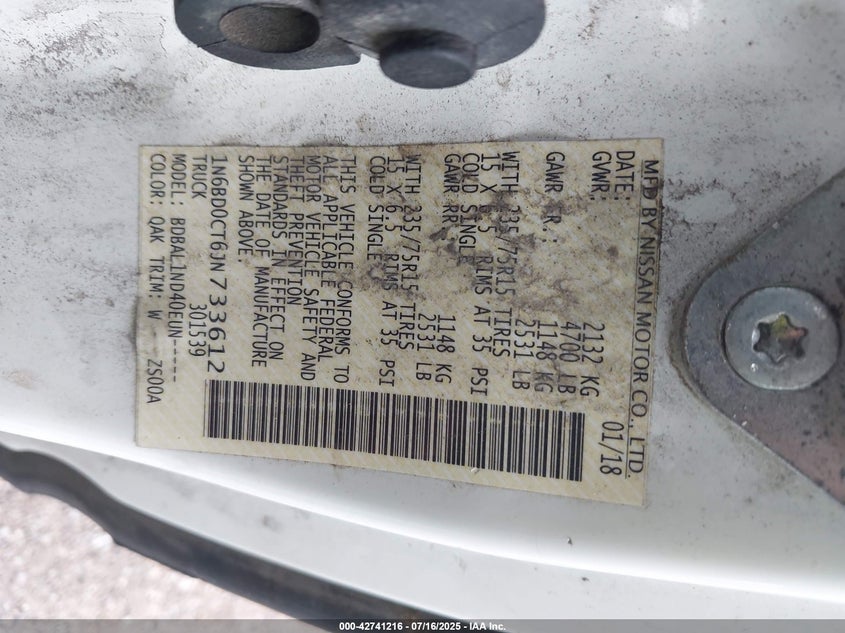 MFD BY NISSAN MOTOR CO., LTD.
DATE: 01/18
GVWR: 2132 KG
4700 LB
GAWR FR.: 1148 KG
2531 LB
WITH 235/75R15 TIRES
15 X 6.5 RIMS AT 35 PSI
COLD SINGLE
GAWR RR.: 1148 KG
2531 LB
WITH 235/75R15 TIRES
15 X 6.5 RIMS AT 35 PSI
COLD SINGLE
THIS VEHICLE CONFORMS TO
ALL APPLICABLE FEDERAL
MOTOR VEHICLE SAFETY AND
THEFT PREVENTION
STANDARDS IN EFFECT ON
THE DATE OF MANUFACTURE
SHOWN ABOVE.
1N6BD0CT6JN733612
TRUCK 301539
MODEL: BDBAL1ND40EUN-----
COLOR: QAK TRIM: W ZS00A
000-42741216 - 07/16/2025 - IAA Inc.